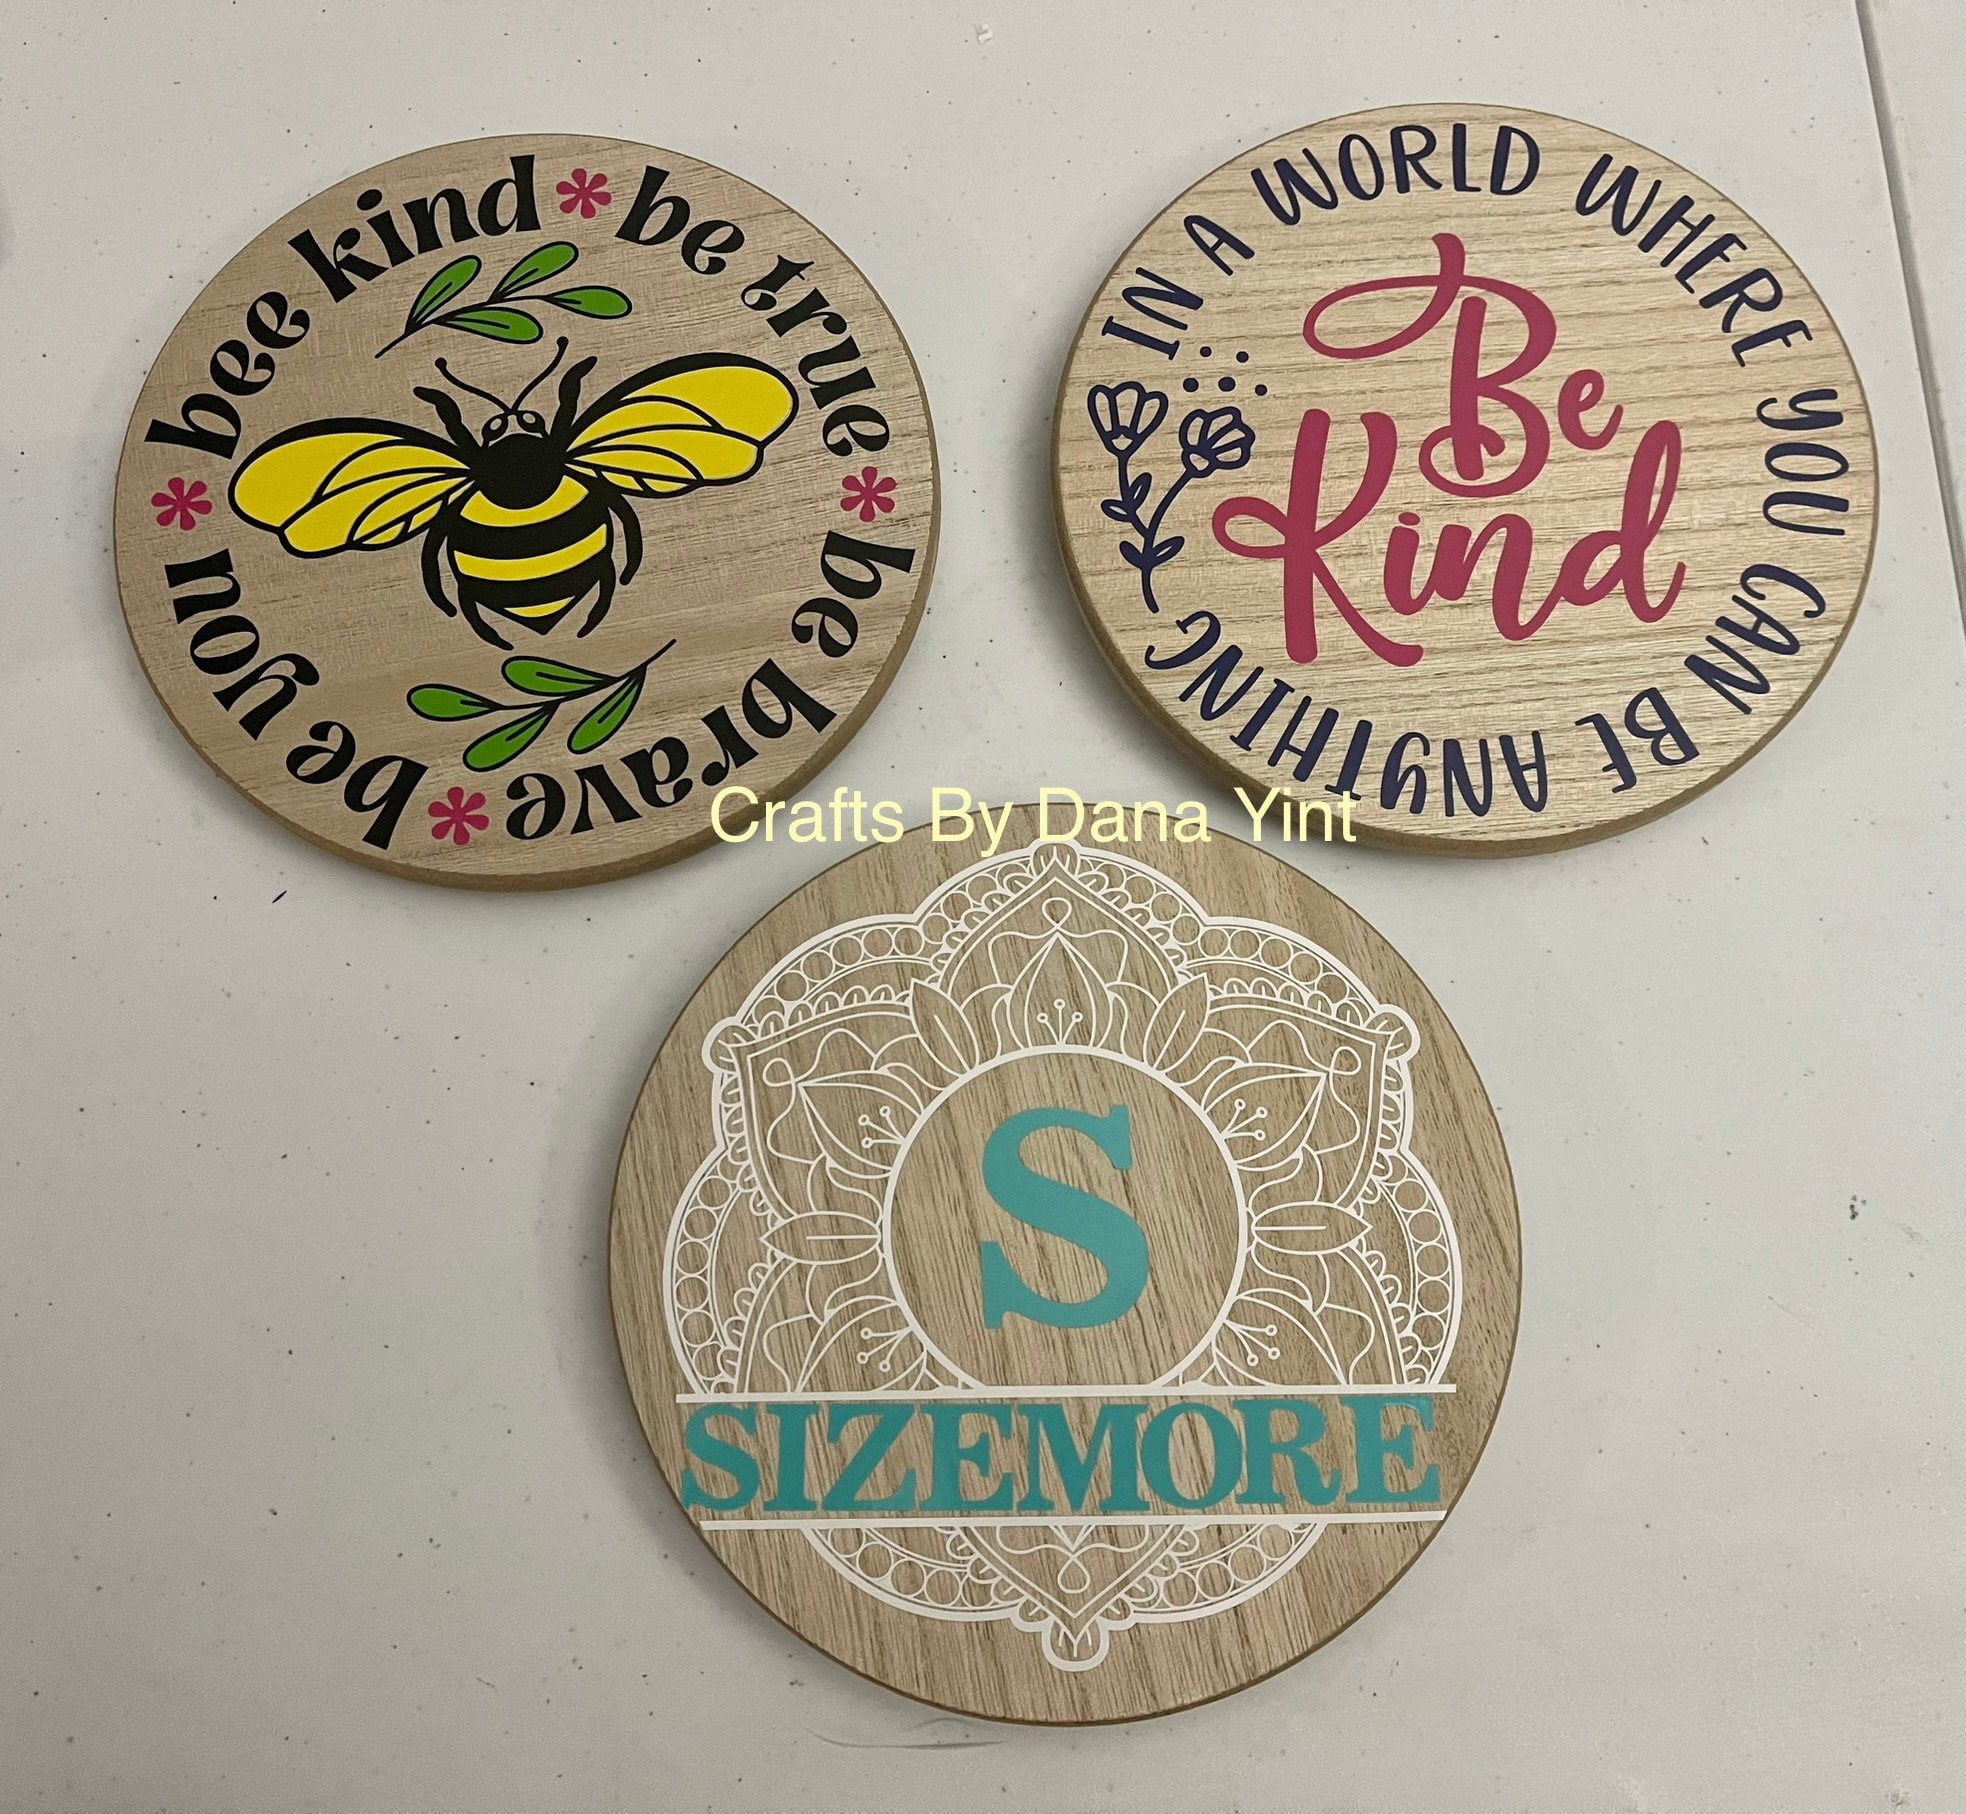 bee kind * be true * be brave * be you *
IN A WORLD WHERE YOU CAN BE ANYTHING
Be
Kind
Crafts By Dana Yint
S
SIZEMORE